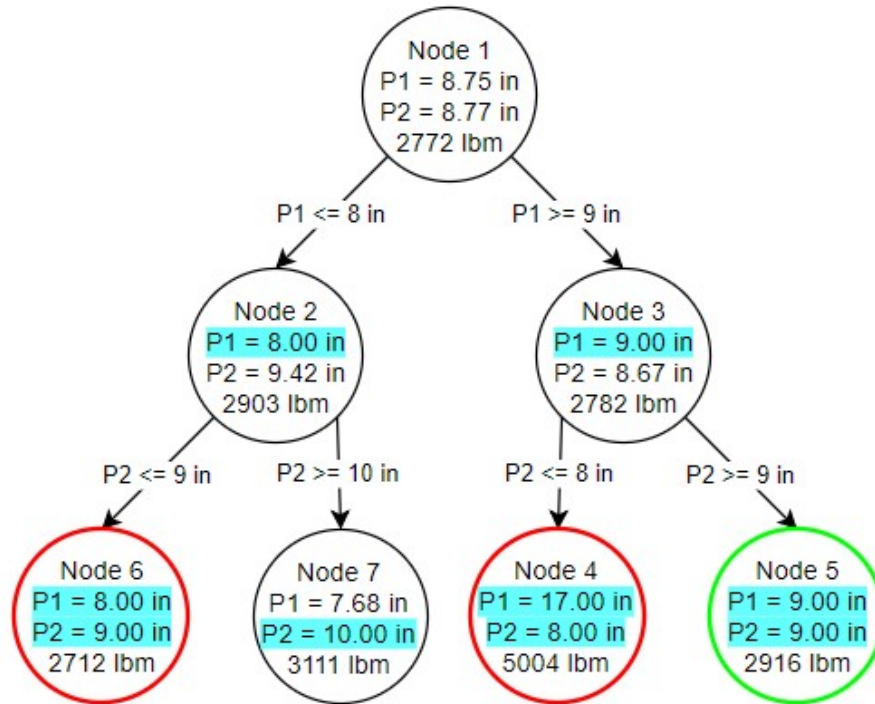 Node 1
P1 = 8.75 in
P2 = 8.77 in
2772 lbm
P1 <= 8 in
P1 >= 9 in
Node 2
P1 = 8.00 in
P2 = 9.42 in
2903 lbm
Node 3
P1 = 9.00 in
P2 = 8.67 in
2782 lbm
P2 <= 9 in
P2 >= 10 in
P2 <= 8 in
P2 >= 9 in
Node 6
P1 = 8.00 in
P2 = 9.00 in
2712 lbm
Node 7
P1 = 7.68 in
P2 = 10.00 in
3111 lbm
Node 4
P1 = 17.00 in
P2 = 8.00 in
5004 lbm
Node 5
P1 = 9.00 in
P2 = 9.00 in
2916 lbm